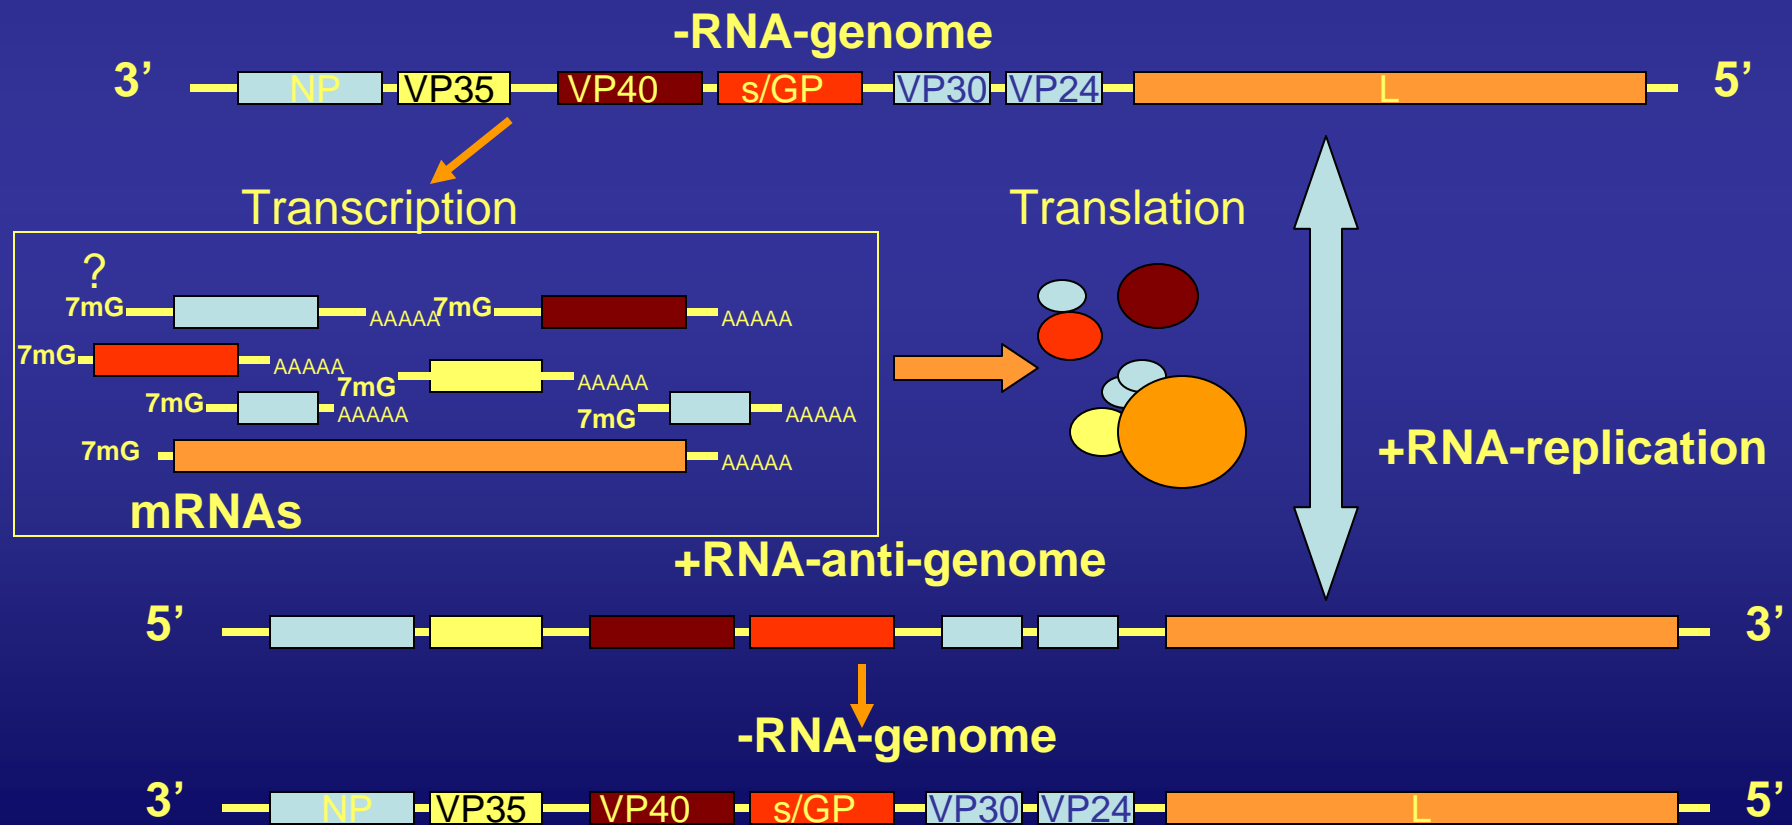 -RNA-genome
3’ NP VP35 VP40 s/GP VP30 VP24 L 5’
Transcription
Translation
?
7mG AAAAA 7mG AAAAA
7mG AAAAA 7mG AAAAA
7mG AAAAA 7mG AAAAA
7mG AAAAA
mRNAs
+RNA-replication
+RNA-anti-genome
5’ 3’
-RNA-genome
3’ NP VP35 VP40 s/GP VP30 VP24 L 5’